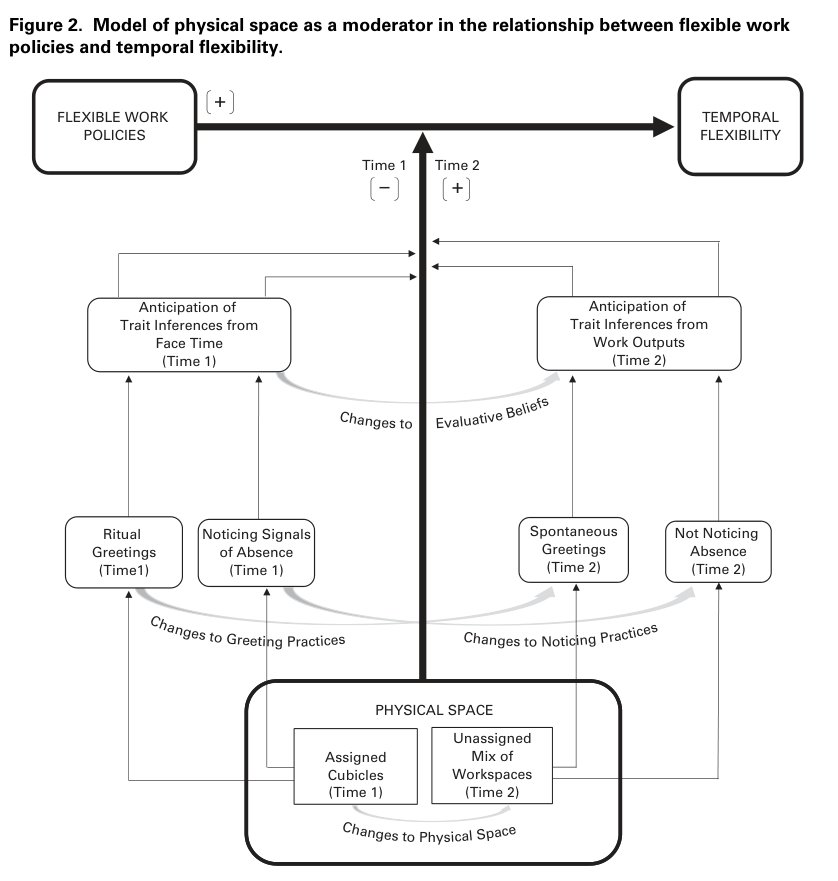 Figure 2. Model of physical space as a moderator in the relationship between flexible work
policies and temporal flexibility.
FLEXIBLE WORK
POLICIES
[+]
TEMPORAL
FLEXIBILITY
Time 1
[−]
Time 2
[+]
Anticipation of
Trait Inferences from
Face Time
(Time 1)
Anticipation of
Trait Inferences from
Work Outputs
(Time 2)
Changes to Evaluative Beliefs
Ritual
Greetings
(Time1)
Noticing Signals
of Absence
(Time 1)
Spontaneous
Greetings
(Time 2)
Not Noticing
Absence
(Time 2)
Changes to Greeting Practices
Changes to Noticing Practices
PHYSICAL SPACE
Assigned
Cubicles
(Time 1)
Unassigned
Mix of
Workspaces
(Time 2)
Changes to Physical Space